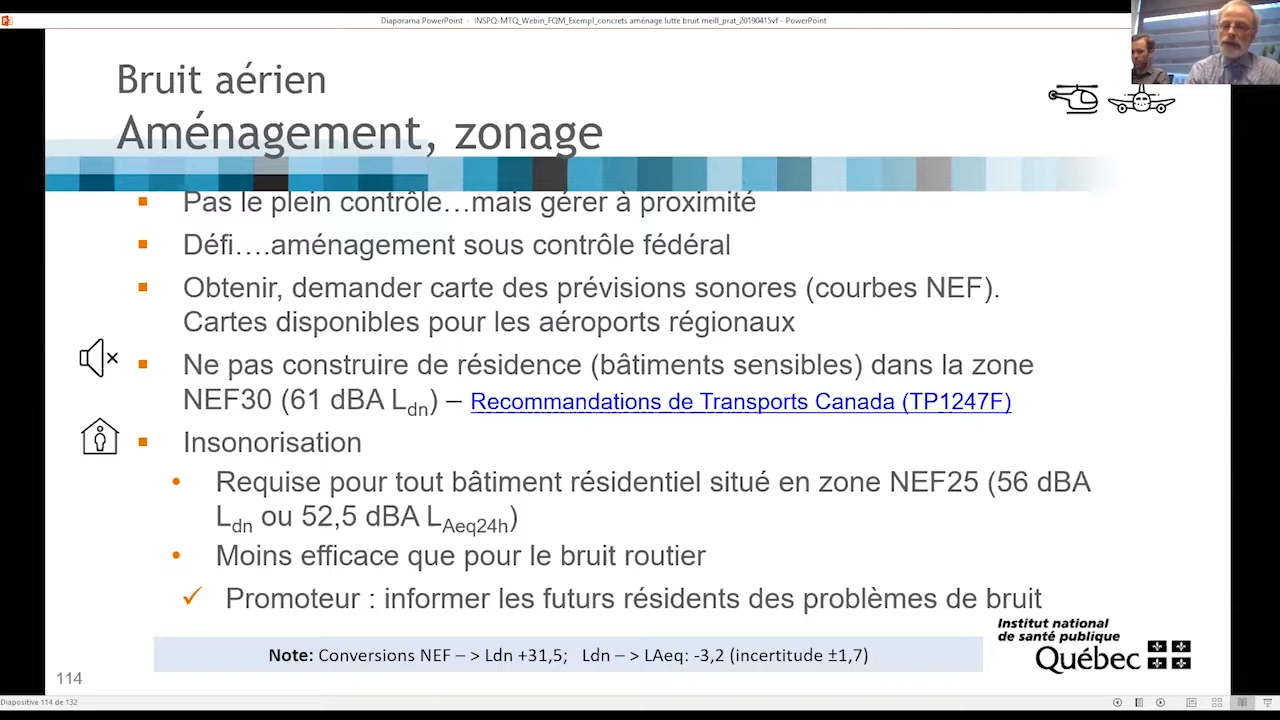 Diaporama PowerPoint - INSPQ-MTQ_Webin_FQM_Exempl_concrets aménage lutte bruit meill_prat_20190415vf - PowerPoint
Bruit aérien
Aménagement, zonage
Pas le plein contrôle…mais gérer à proximité
Défi….aménagement sous contrôle fédéral
Obtenir, demander carte des prévisions sonores (courbes NEF).
Cartes disponibles pour les aéroports régionaux
Ne pas construire de résidence (bâtiments sensibles) dans la zone
NEF30 (61 dBA Ldn) – Recommandations de Transports Canada (TP1247F)
Insonorisation
Requise pour tout bâtiment résidentiel situé en zone NEF25 (56 dBA
Ldn ou 52,5 dBA LAeq24h)
Moins efficace que pour le bruit routier
Promoteur : informer les futurs résidents des problèmes de bruit
Note: Conversions NEF – > Ldn +31,5; Ldn – > LAeq: -3,2 (incertitude ±1,7)
Institut national
de santé publique
Québec
114
Diapositive 114 de 132